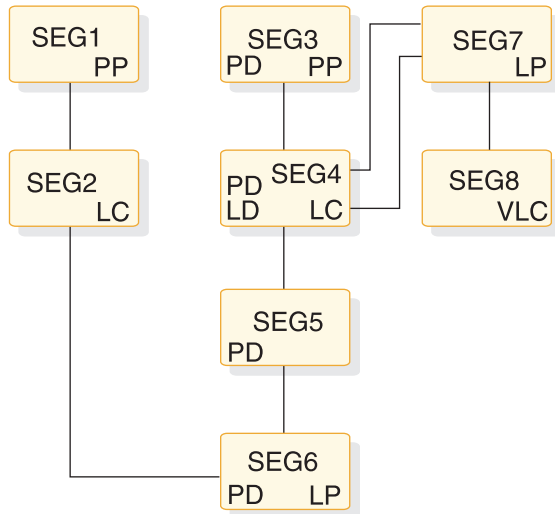 SEG1
PP
SEG3
PD PP
SEG7
LP
SEG2
LC
SEG4
PD
LD LC
SEG8
VLC
SEG5
PD
SEG6
PD LP